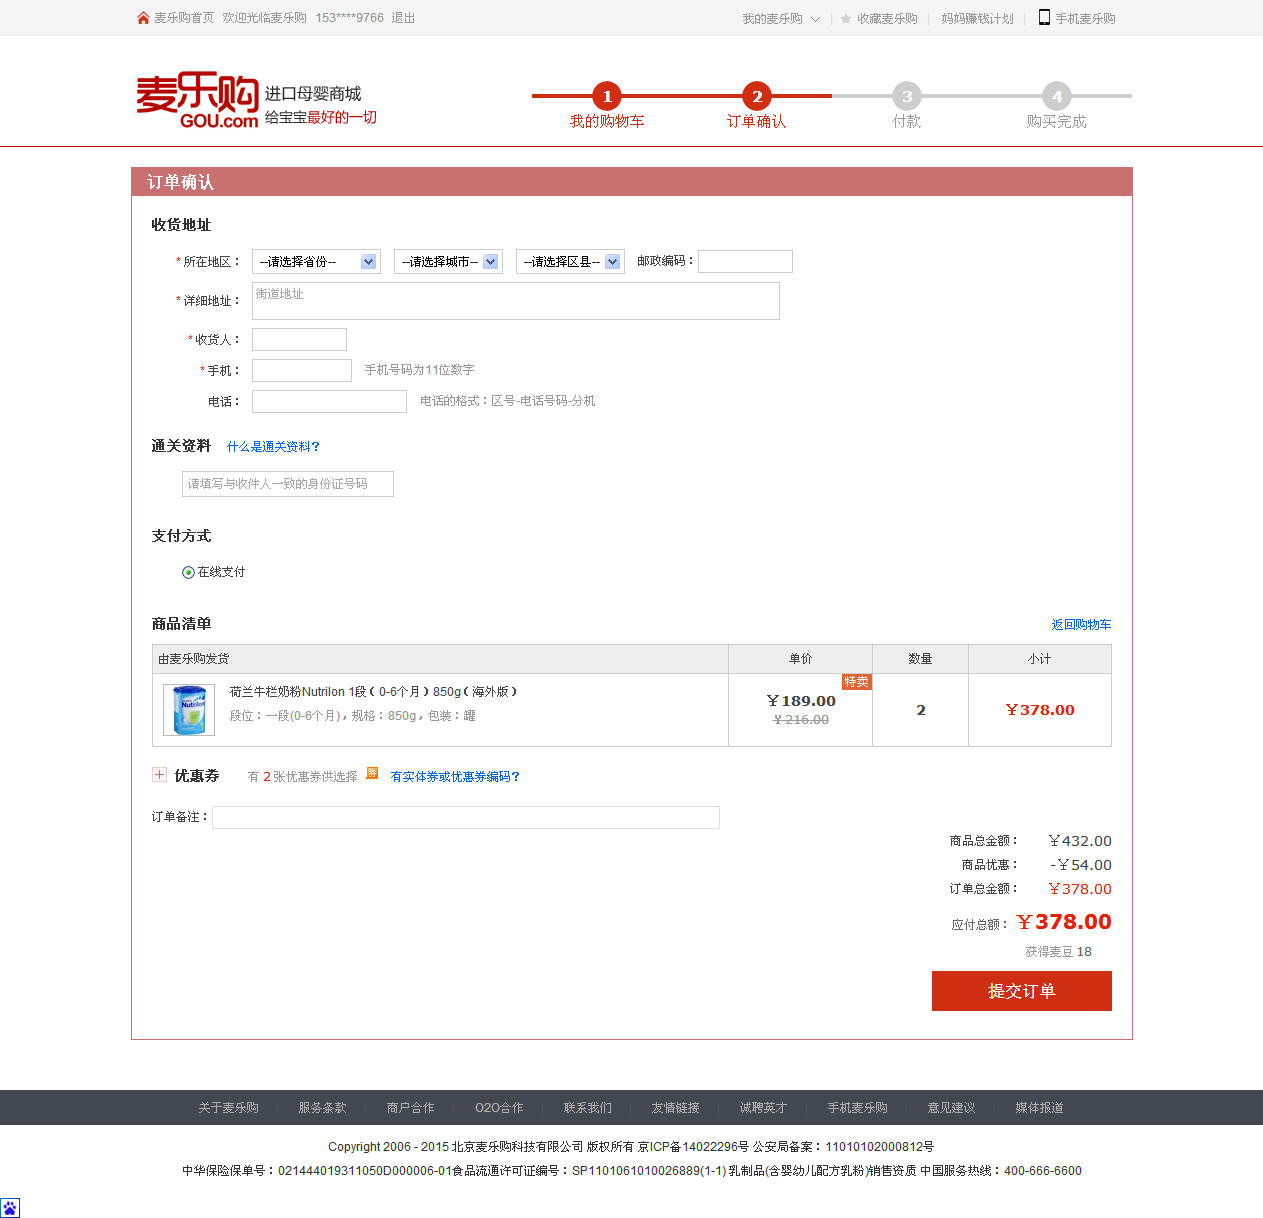 麦乐购首页 欢迎光临麦乐购 153****9766 退出 我的麦乐购 收藏麦乐购 妈妈赚钱计划 手机麦乐购
麦乐购 GOU.com 进口母婴商城
给宝宝最好的一切
1 2 3 4
我的购物车 订单确认 付款 购买完成
订单确认
收货地址
*所在地区： --请选择省份-- --请选择城市-- --请选择区县-- 邮政编码：
*详细地址： 街道地址
*收货人：
*手机： 手机号码为11位数字
电话： 电话的格式：区号-电话号码-分机
通关资料 什么是通关资料?
请填写与收件人一致的身份证号码
支付方式
在线支付
商品清单 返回购物车
由麦乐购发货 单价 数量 小计
特卖
荷兰牛栏奶粉Nutrilon 1段（0-6个月）850g（海外版）
段位：一段(0-6个月)，规格：850g，包装：罐
Nutrilon
￥189.00
￥216.00
2
￥378.00
优惠券 有 2 张优惠券供选择 有实体券或优惠券编码?
订单备注：
商品总金额： ￥432.00
商品优惠： -￥54.00
订单总金额： ￥378.00
应付总额： ￥378.00
获得麦豆 18
提交订单
关于麦乐购 服务条款 商户合作 O2O合作 联系我们 友情链接 诚聘英才 手机麦乐购 意见建议 媒体报道
Copyright 2006 - 2015 北京麦乐购科技有限公司 版权所有 京ICP备14022296号 公安局备案：11010102000812号
中华保险保单号：021444019311050D000006-01食品流通许可证编号：SP1101061010026889(1-1) 乳制品(含婴幼儿配方乳粉)销售资质 中国服务热线：400-666-6600